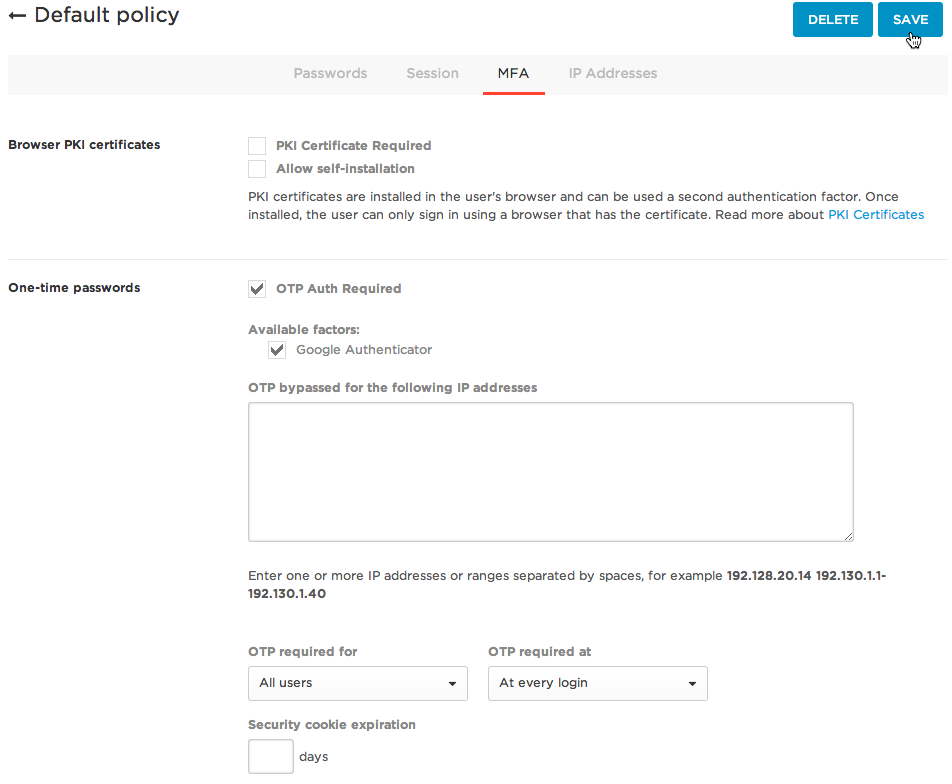 ← Default policy
DELETE
SAVE
Passwords
Session
MFA
IP Addresses
Browser PKI certificates
PKI Certificate Required
Allow self-installation
PKI certificates are installed in the user's browser and can be used a second authentication factor. Once
installed, the user can only sign in using a browser that has the certificate. Read more about PKI Certificates
One-time passwords
OTP Auth Required
Available factors:
Google Authenticator
OTP bypassed for the following IP addresses
Enter one or more IP addresses or ranges separated by spaces, for example 192.128.20.14 192.130.1.1-
192.130.1.40
OTP required for
OTP required at
All users
At every login
Security cookie expiration
days